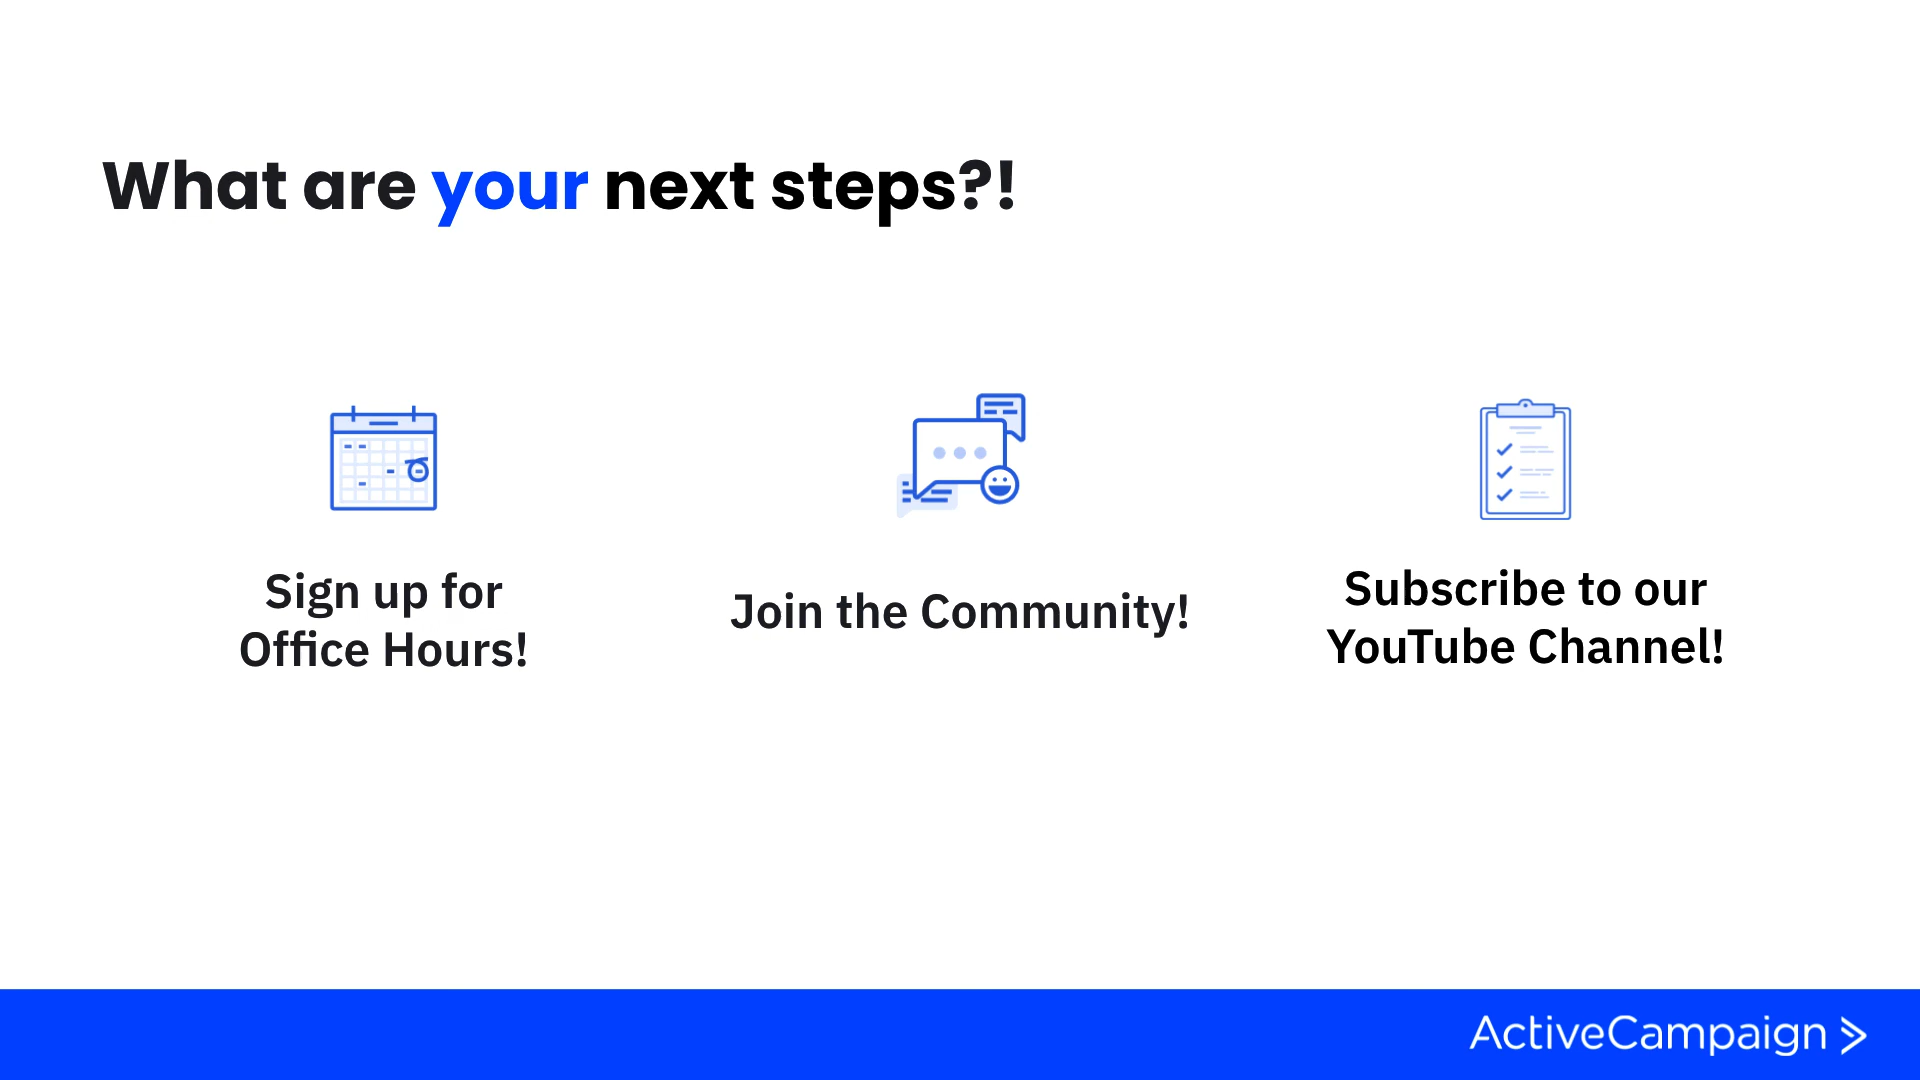 What are your next steps?!
Sign up for
Office Hours!
Join the Community!
Subscribe to our
YouTube Channel!
ActiveCampaign